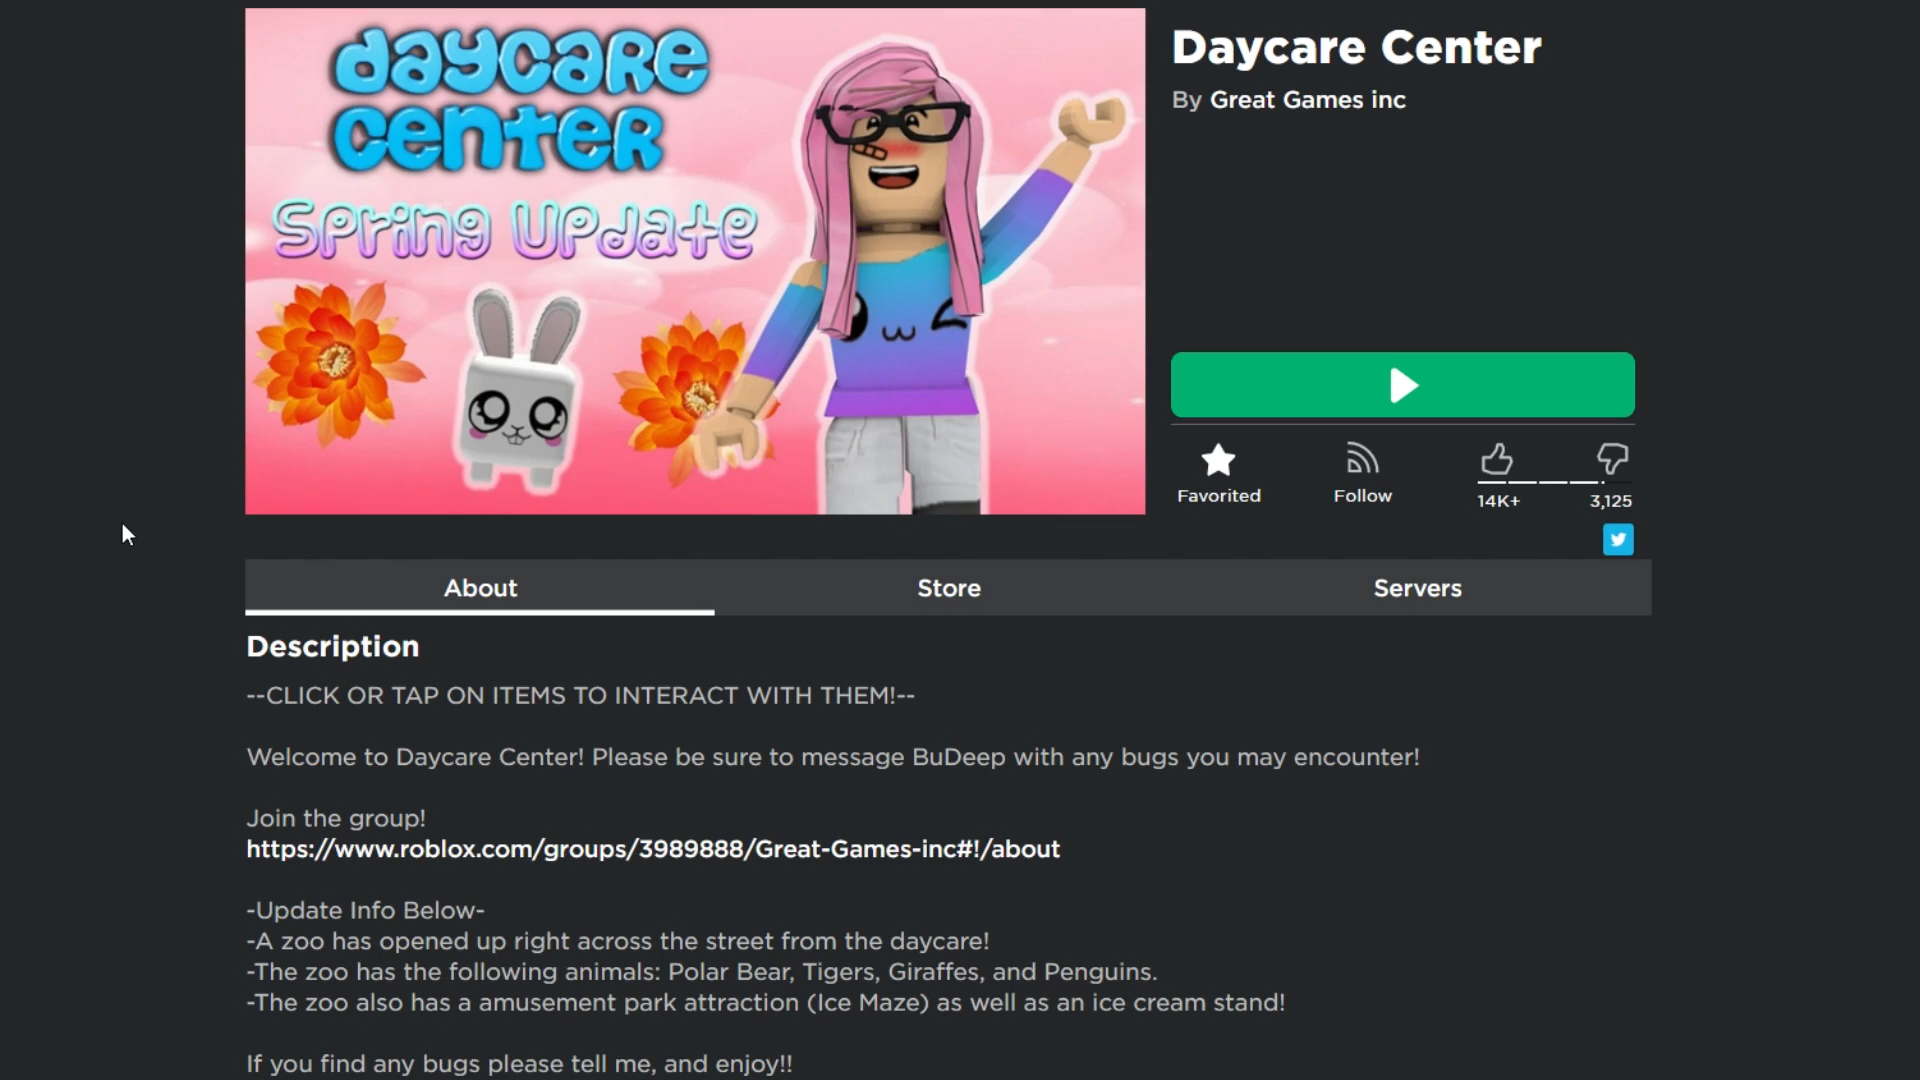 daycare
center
Spring Update
Daycare Center
By Great Games inc
Favorited
Follow
14K+
3,125
About
Store
Servers
Description
--CLICK OR TAP ON ITEMS TO INTERACT WITH THEM!--
Welcome to Daycare Center! Please be sure to message BuDeep with any bugs you may encounter!
Join the group!
https://www.roblox.com/groups/3989888/Great-Games-inc#!/about
-Update Info Below-
-A zoo has opened up right across the street from the daycare!
-The zoo has the following animals: Polar Bear, Tigers, Giraffes, and Penguins.
-The zoo also has a amusement park attraction (Ice Maze) as well as an ice cream stand!
If you find any bugs please tell me, and enjoy!!